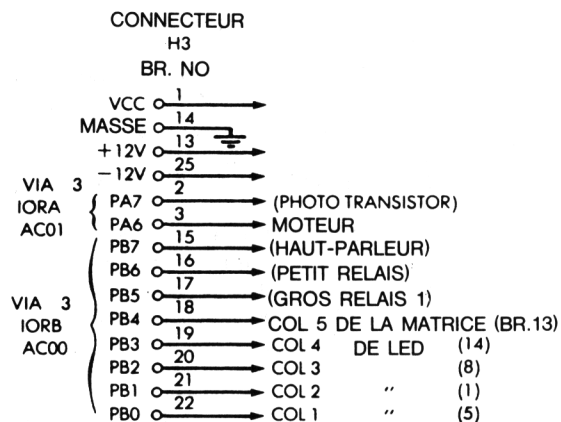 CONNECTEUR
H3
BR. NO
VCC 1
MASSE 14
+12V 13
−12V 25
VIA 3
IORA
AC01
PA7 2 (PHOTO TRANSISTOR)
PA6 3 MOTEUR
PB7 15 (HAUT-PARLEUR)
PB6 16 (PETIT RELAIS)
PB5 17 (GROS RELAIS 1)
VIA 3
IORB
AC00
PB4 18 COL 5 DE LA MATRICE (BR.13)
PB3 19 COL 4 DE LED (14)
PB2 20 COL 3 (8)
PB1 21 COL 2 " (1)
PB0 22 COL 1 " (5)